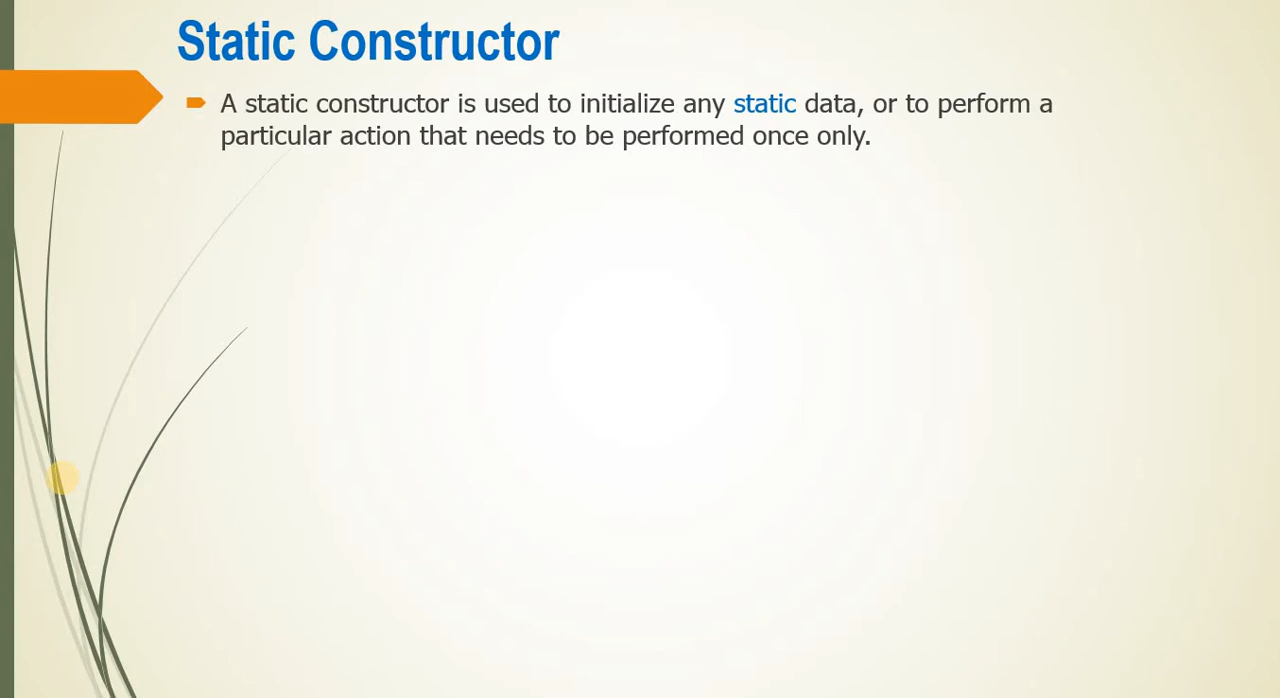 Static Constructor
A static constructor is used to initialize any static data, or to perform a
particular action that needs to be performed once only.